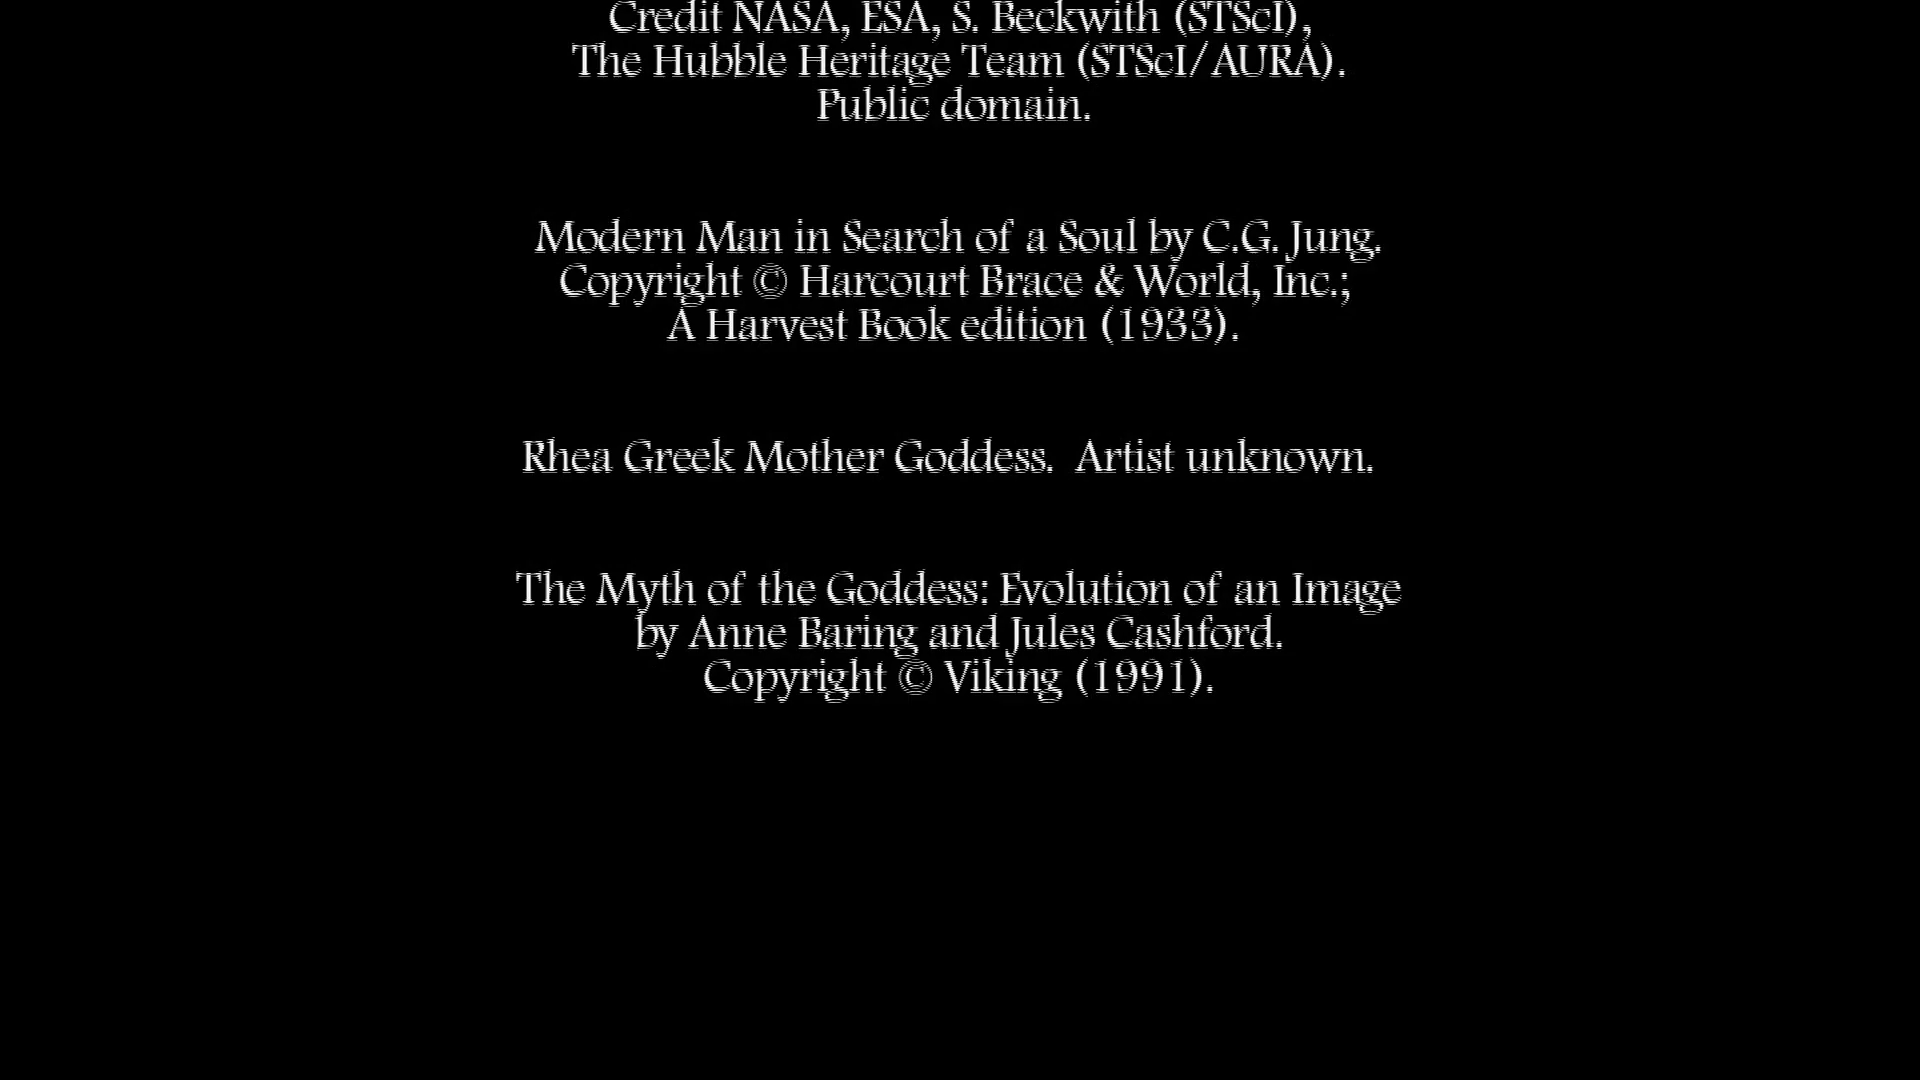 Credit NASA, ESA, S. Beckwith (STScI),
The Hubble Heritage Team (STScI/AURA).
Public domain.
Modern Man in Search of a Soul by C.G. Jung.
Copyright © Harcourt Brace & World, Inc.;
A Harvest Book edition (1933).
Rhea Greek Mother Goddess.  Artist unknown.
The Myth of the Goddess: Evolution of an Image
by Anne Baring and Jules Cashford.
Copyright © Viking (1991).